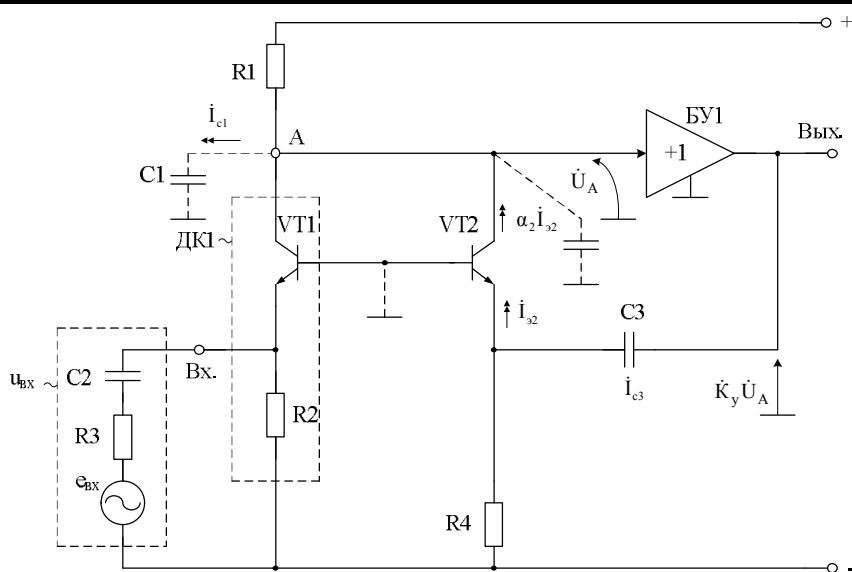 +
R1
İc1
А
БУ1
Вых.
+1
C1
U̇А
VT1
VT2
α2İэ2
ДК1
İэ2
C3
uвх
C2
Вх.
İc3
K̇уU̇А
R2
R3
eвх
R4
-